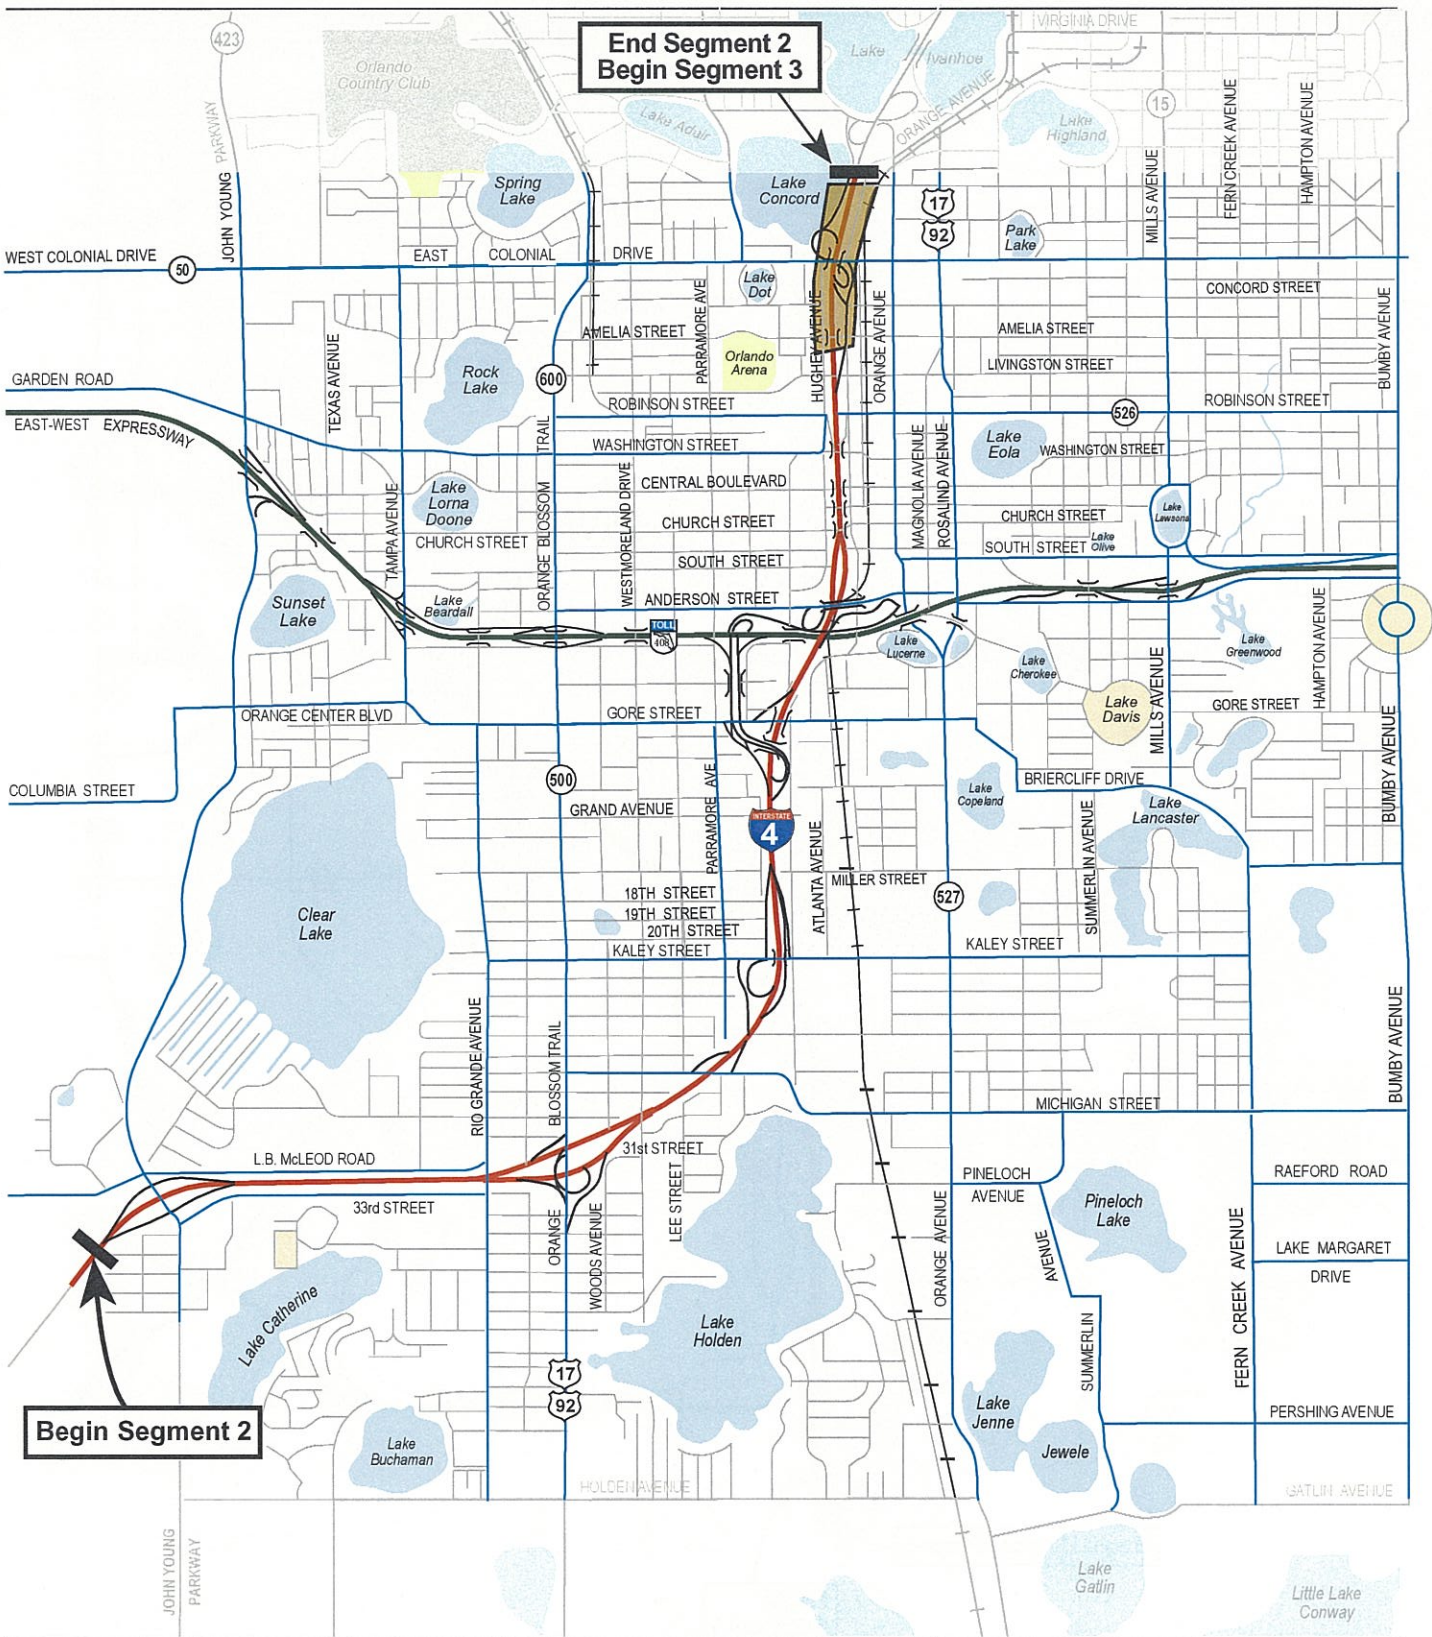 VIRGINIA DRIVE
End Segment 2
Begin Segment 3
423
Orlando
Country Club
Lake
Ivanhoe
ORANGE AVENUE
15
Lake Adair
Lake
Highland
JOHN YOUNG PARKWAY
FERN CREEK AVENUE
HAMPTON AVENUE
MILLS AVENUE
Spring
Lake
Lake
Concord
17
92
Park
Lake
WEST COLONIAL DRIVE
50
EAST COLONIAL DRIVE
Lake
Dot
CONCORD STREET
PARRAMORE AVE
HUGHEY AVENUE
ORANGE AVENUE
BUMBY AVENUE
AMELIA STREET
AMELIA STREET
TEXAS AVENUE
Orlando
Arena
LIVINGSTON STREET
Rock
Lake
GARDEN ROAD
600
ROBINSON STREET
526
ROBINSON STREET
EAST-WEST EXPRESSWAY
WASHINGTON STREET
Lake
Eola
WASHINGTON STREET
ORANGE BLOSSOM TRAIL
WESTMORELAND DRIVE
MAGNOLIA AVENUE
ROSALIND AVENUE
TAMPA AVENUE
Lake
Lorna
Doone
CENTRAL BOULEVARD
CHURCH STREET
CHURCH STREET
CHURCH STREET
Lake
Lawsona
SOUTH STREET
SOUTH STREET
Lake
Olive
ANDERSON STREET
Sunset
Lake
Lake
Beardall
TOLL
408
Lake
Lucerne
Lake
Cherokee
Lake
Greenwood
HAMPTON AVENUE
MILLS AVENUE
Lake
Davis
ORANGE CENTER BLVD
GORE STREET
GORE STREET
COLUMBIA STREET
500
BRIERCLIFF DRIVE
BUMBY AVENUE
GRAND AVENUE
PARRAMORE AVE
INTERSTATE
4
ATLANTA AVENUE
Lake
Copeland
SUMMERLIN AVENUE
Lake
Lancaster
MILLER STREET
18TH STREET
19TH STREET
20TH STREET
KALEY STREET
527
KALEY STREET
Clear
Lake
RIO GRANDE AVENUE
BLOSSOM TRAIL
BUMBY AVENUE
MICHIGAN STREET
L.B. McLEOD ROAD
31st STREET
33rd STREET
PINELOCH
AVENUE
RAEFORD ROAD
Pineloch
Lake
ORANGE
WOODS AVENUE
LEE STREET
ORANGE AVENUE
AVENUE
SUMMERLIN
FERN CREEK AVENUE
LAKE MARGARET
DRIVE
Lake Catherine
Lake
Holden
17
92
Lake
Jenne
Jewele
PERSHING AVENUE
Begin Segment 2
Lake
Buchaman
HOLDEN AVENUE
GATLIN AVENUE
JOHN YOUNG
PARKWAY
Lake
Gatlin
Little Lake
Conway